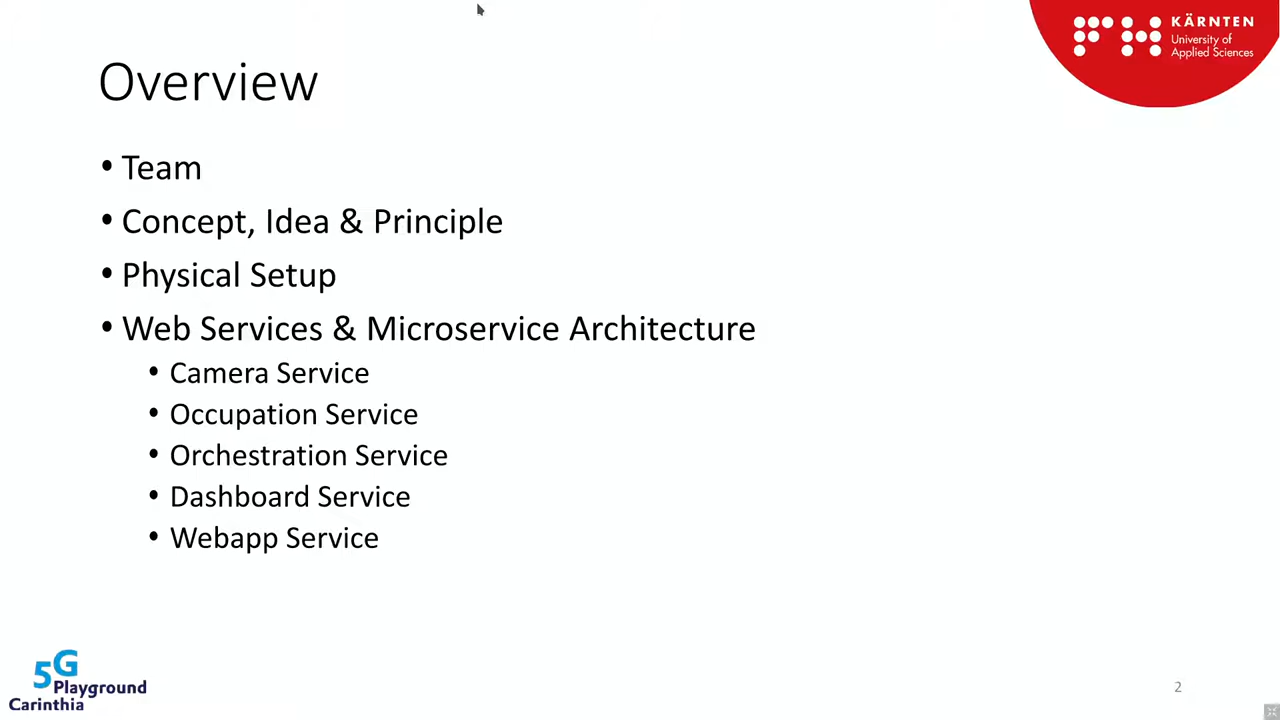 KÄRNTEN
University of
Applied Sciences
Overview
• Team
• Concept, Idea & Principle
• Physical Setup
• Web Services & Microservice Architecture
• Camera Service
• Occupation Service
• Orchestration Service
• Dashboard Service
• Webapp Service
5G
Playground
Carinthia
2